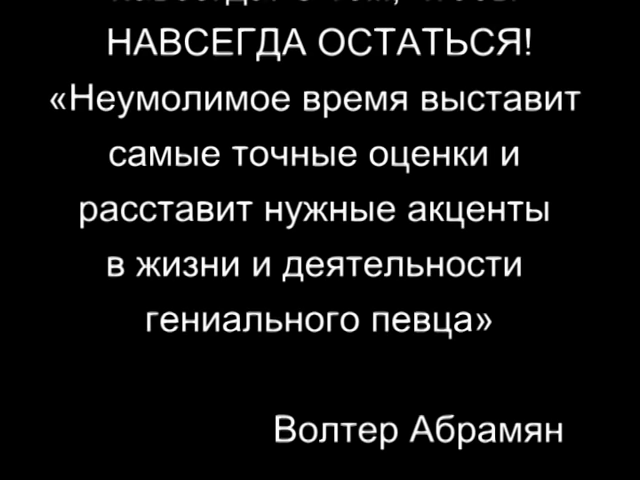 НАВСЕГДА ОСТАТЬСЯ!
«Неумолимое время выставит
самые точные оценки и
расставит нужные акценты
в жизни и деятельности
гениального певца»
Волтер Абрамян